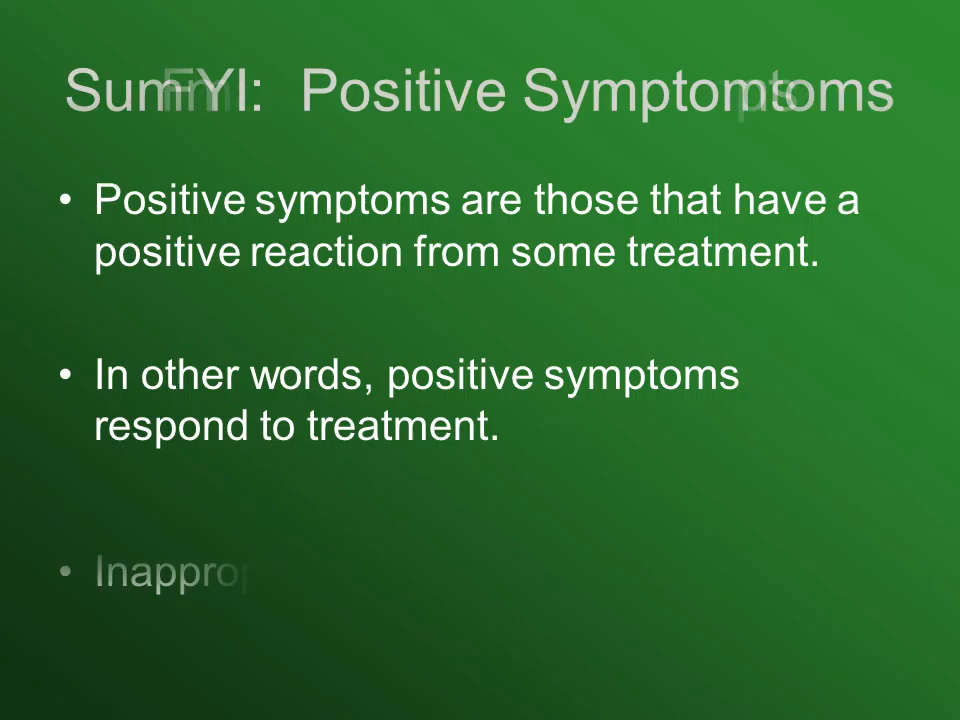 FYI: Positive Symptoms
• Positive symptoms are those that have a
positive reaction from some treatment.
• In other words, positive symptoms
respond to treatment.